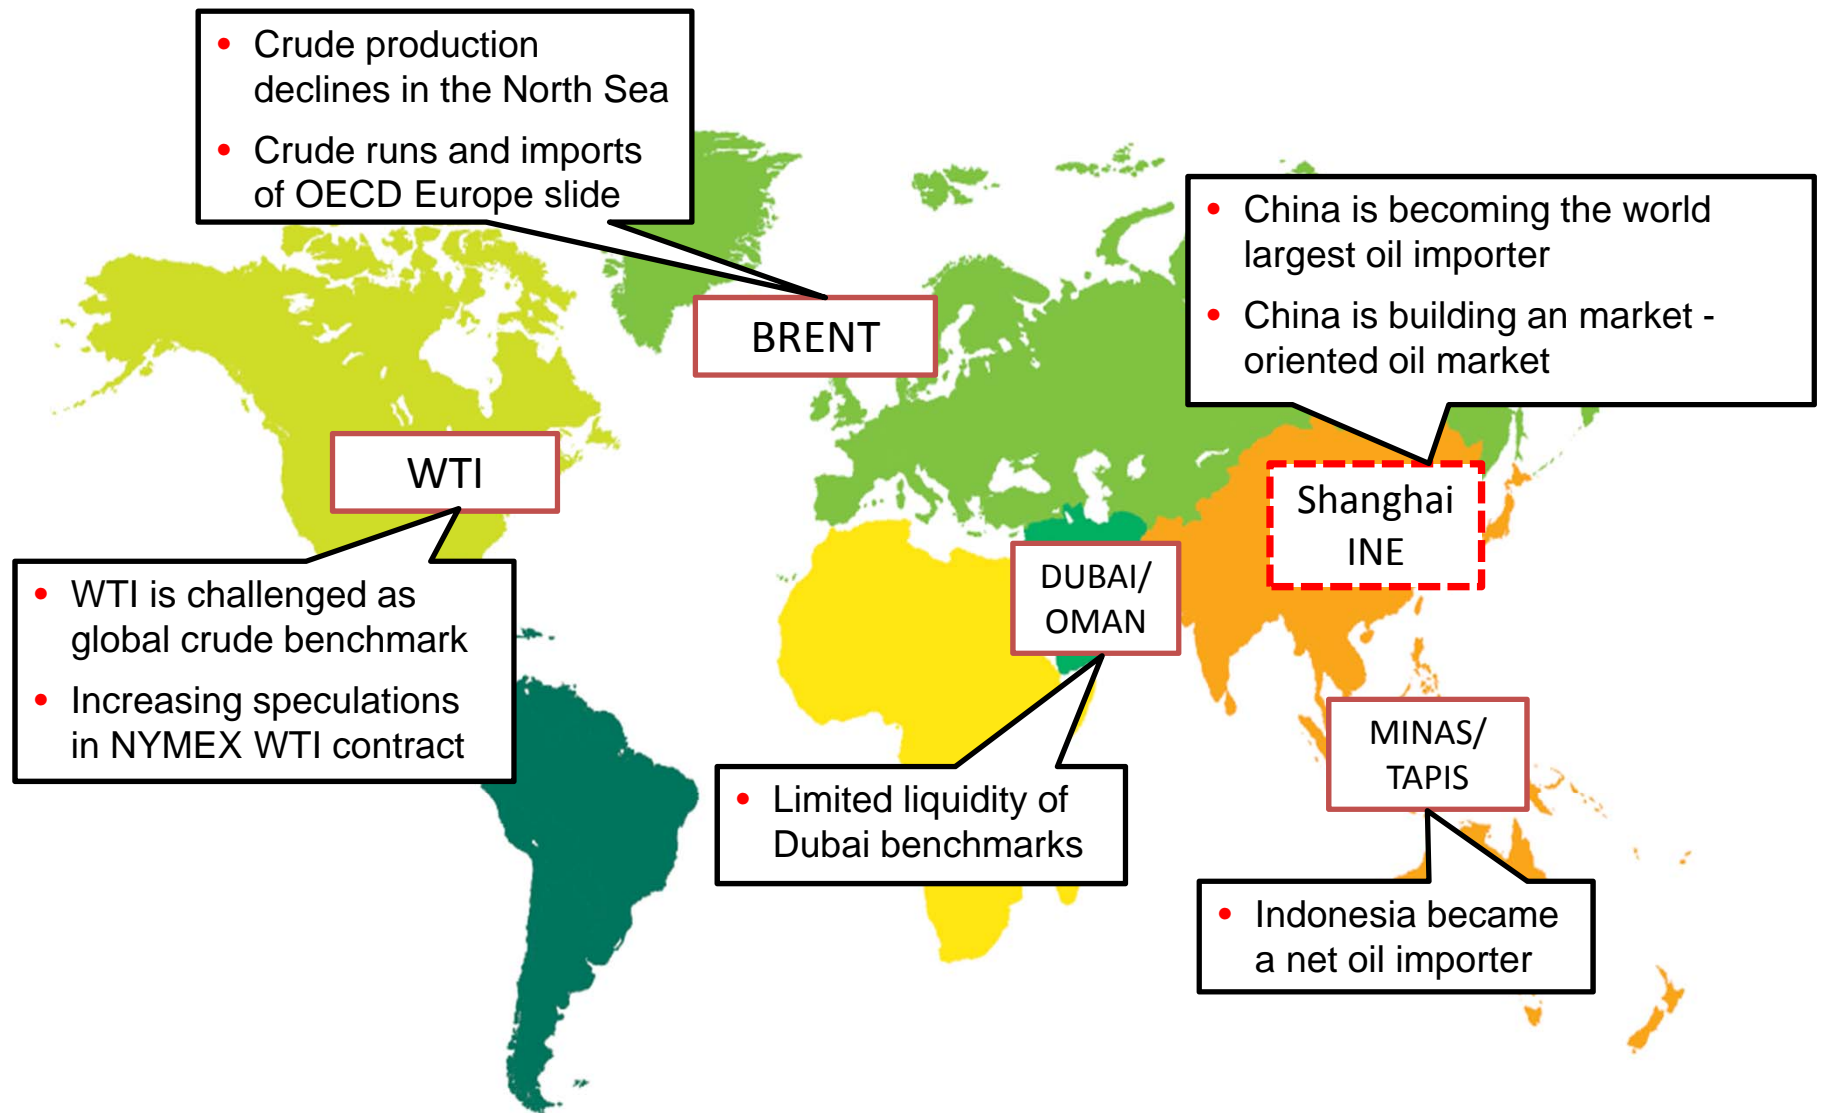 • Crude production
declines in the North Sea
• Crude runs and imports
of OECD Europe slide
BRENT
• China is becoming the world
largest oil importer
• China is building an market -
oriented oil market
WTI
Shanghai
INE
• WTI is challenged as
global crude benchmark
• Increasing speculations
in NYMEX WTI contract
DUBAI/
OMAN
• Limited liquidity of
Dubai benchmarks
MINAS/
TAPIS
• Indonesia became
a net oil importer